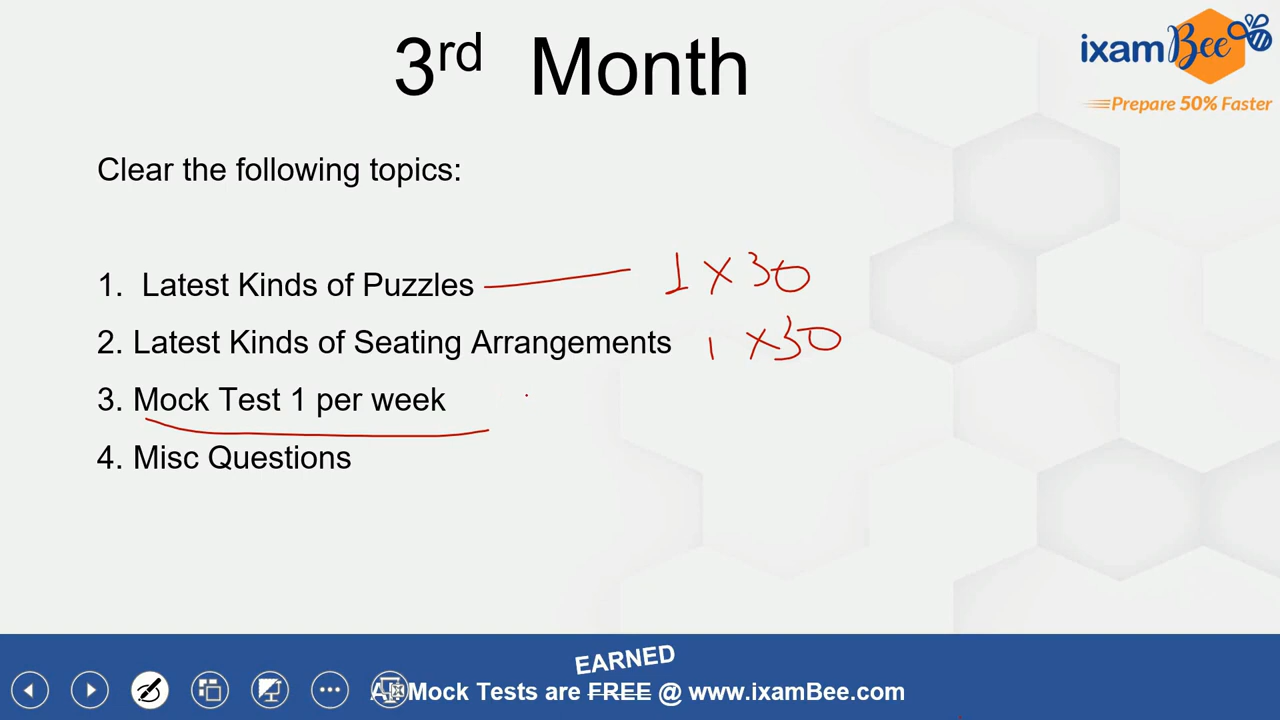 3rd Month
ixamBee
Prepare 50% Faster
Clear the following topics:
1. Latest Kinds of Puzzles 1 X 30
2. Latest Kinds of Seating Arrangements 1 X 30
3. Mock Test 1 per week
4. Misc Questions
EARNED
Mock Tests are FREE @ www.ixamBee.com